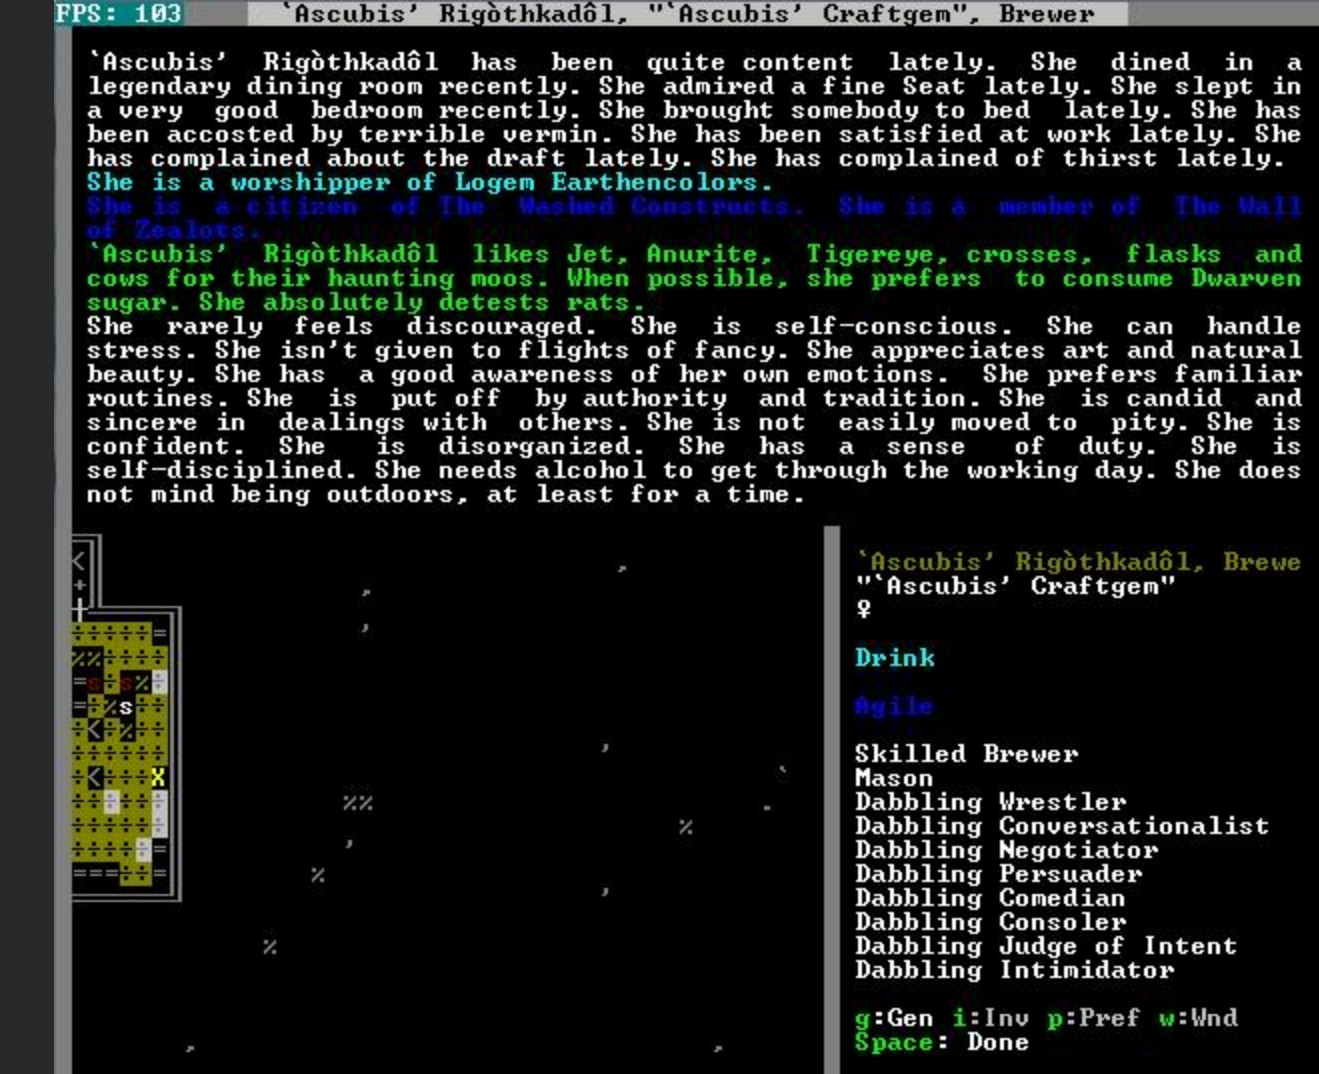 FPS: 103 `Ascubis' Rigòthkadôl, "`Ascubis' Craftgem", Brewer
`Ascubis' Rigòthkadôl has been quite content lately. She dined in a
legendary dining room recently. She admired a fine Seat lately. She slept in
a very good bedroom recently. She brought somebody to bed lately. She has
been accosted by terrible vermin. She has been satisfied at work lately. She
has complained about the draft lately. She has complained of thirst lately.
She is a worshipper of Logem Earthencolors.
She is a citizen of The Washed Constructs. She is a member of The Wall
of Zealots.
`Ascubis' Rigòthkadôl likes Jet, Anurite, Tigereye, crosses, flasks and
cows for their haunting moos. When possible, she prefers to consume Dwarven
sugar. She absolutely detests rats.
She rarely feels discouraged. She is self-conscious. She can handle
stress. She isn't given to flights of fancy. She appreciates art and natural
beauty. She has a good awareness of her own emotions. She prefers familiar
routines. She is put off by authority and tradition. She is candid and
sincere in dealings with others. She is not easily moved to pity. She is
confident. She is disorganized. She has a sense of duty. She is
self-disciplined. She needs alcohol to get through the working day. She does
not mind being outdoors, at least for a time.
`Ascubis' Rigòthkadôl, Brewe
"`Ascubis' Craftgem"
♀
Drink
Agile
Skilled Brewer
Mason
Dabbling Wrestler
Dabbling Conversationalist
Dabbling Negotiator
Dabbling Persuader
Dabbling Comedian
Dabbling Consoler
Dabbling Judge of Intent
Dabbling Intimidator
g:Gen i:Inv p:Pref w:Wnd
Space: Done